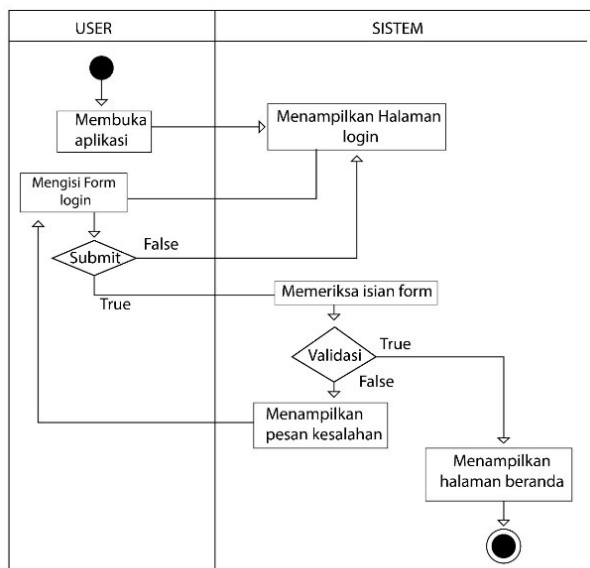 USER
SISTEM
Membuka
aplikasi
Menampilkan Halaman
login
Mengisi Form
login
Submit
False
True
Memeriksa isian form
Validasi
True
False
Menampilkan
pesan kesalahan
Menampilkan
halaman beranda